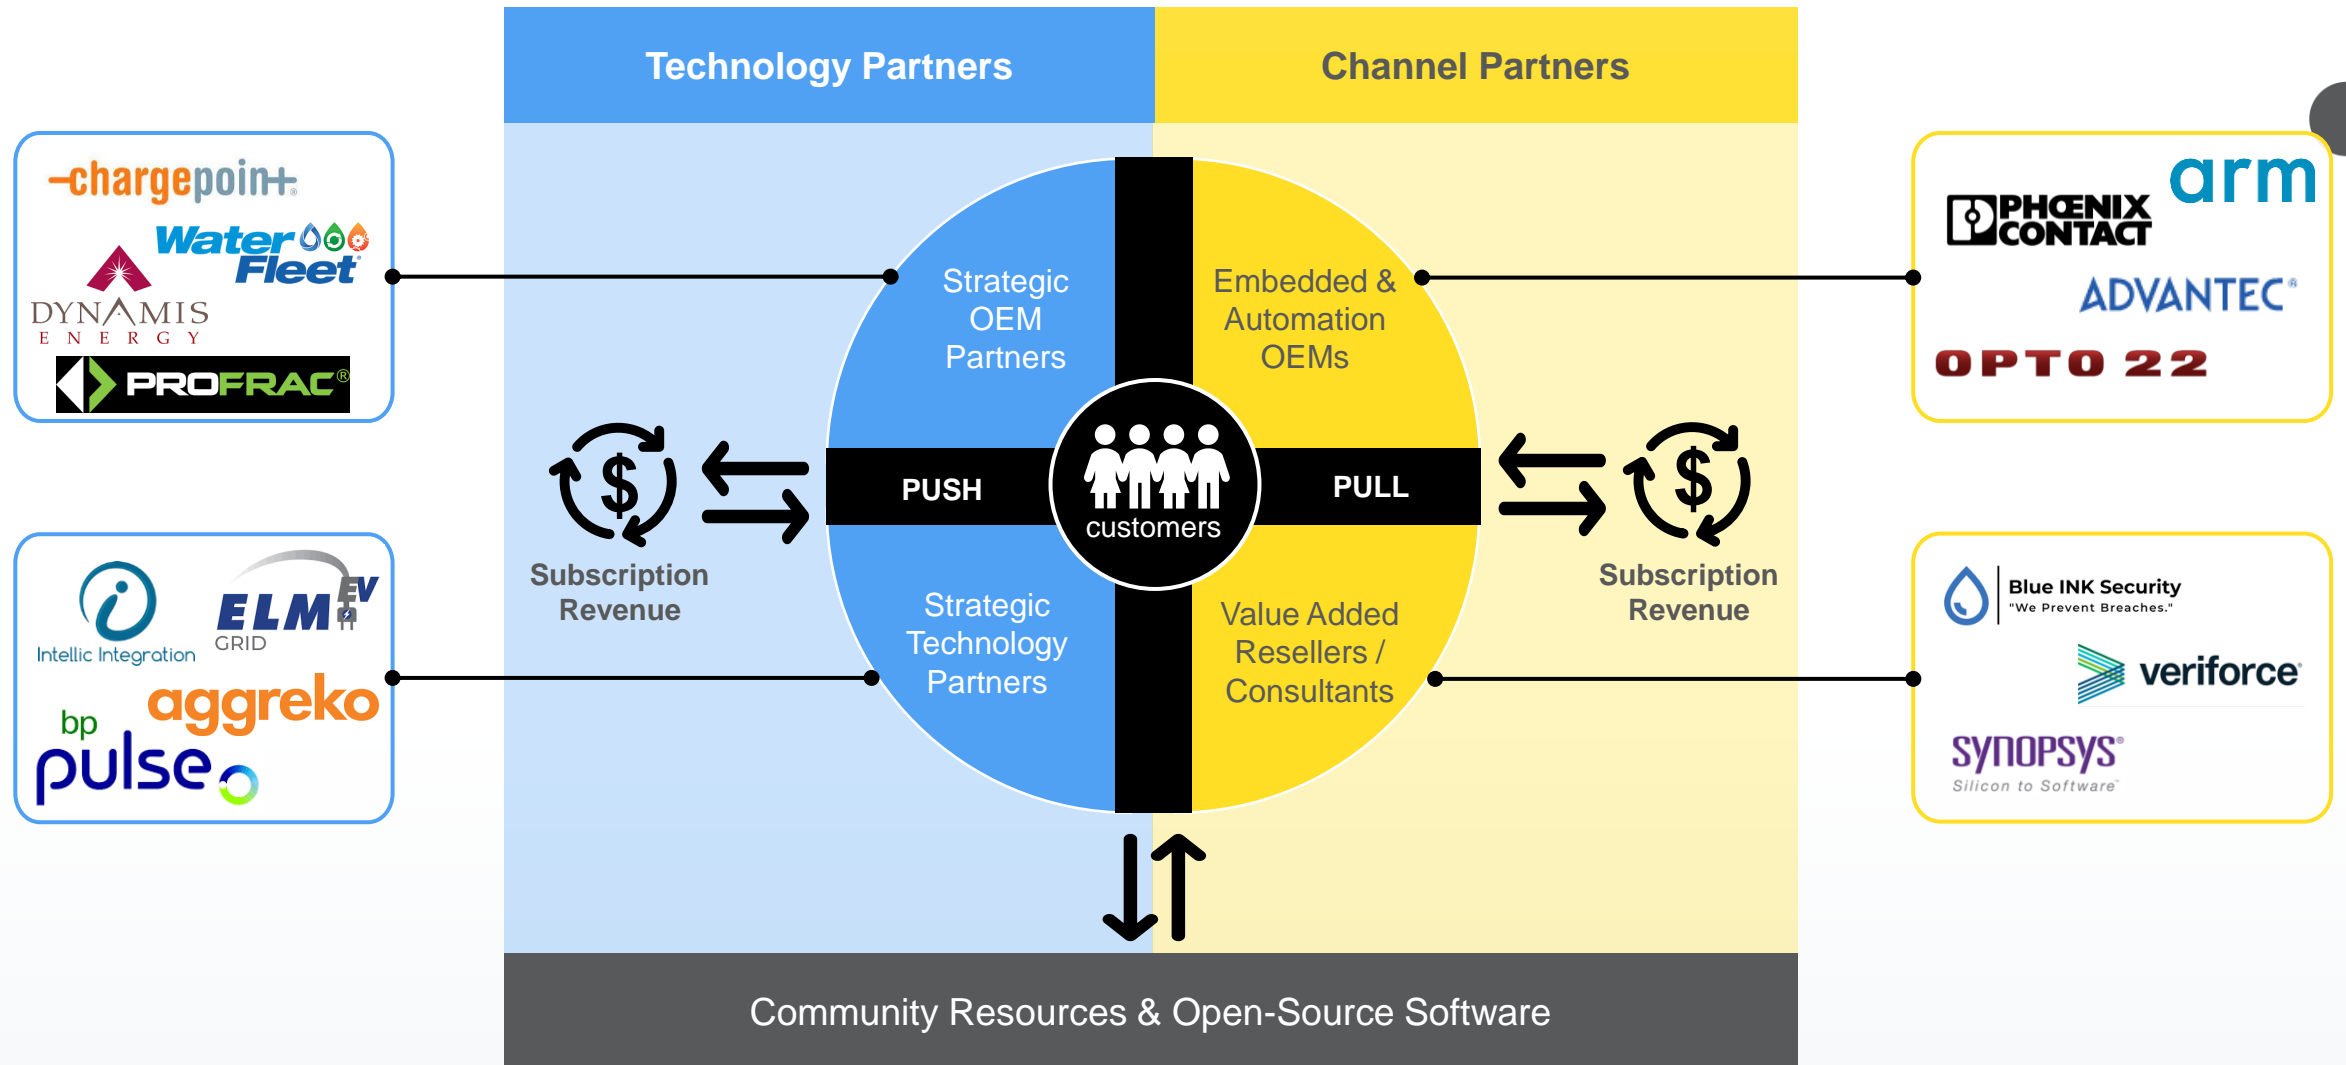 Technology Partners
Channel Partners
-chargepoint®
Water
Fleet
DYNAMIS
ENERGY
PROFRAC®
arm
PHŒNIX
CONTACT
ADVANTEC®
OPTO 22
Strategic
OEM
Partners
Embedded &
Automation
OEMs
PUSH
PULL
customers
$
Subscription
Revenue
$
Subscription
Revenue
Strategic
Technology
Partners
Value Added
Resellers /
Consultants
i
Intellic Integration
ELM EV
GRID
aggreko
bp
pulse
Blue INK Security
"We Prevent Breaches."
veriforce
SYNOPSYS®
Silicon to Software™
Community Resources & Open-Source Software